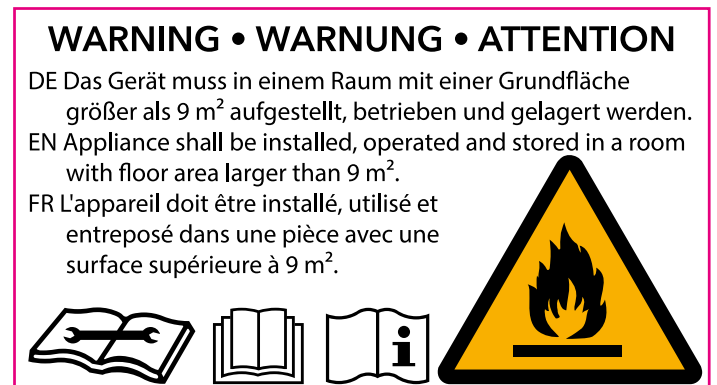 WARNING • WARNUNG • ATTENTION
DE Das Gerät muss in einem Raum mit einer Grundfläche
größer als 9 m² aufgestellt, betrieben und gelagert werden.
EN Appliance shall be installed, operated and stored in a room
with floor area larger than 9 m².
FR L'appareil doit être installé, utilisé et
entreposé dans une pièce avec une
surface supérieure à 9 m².
i